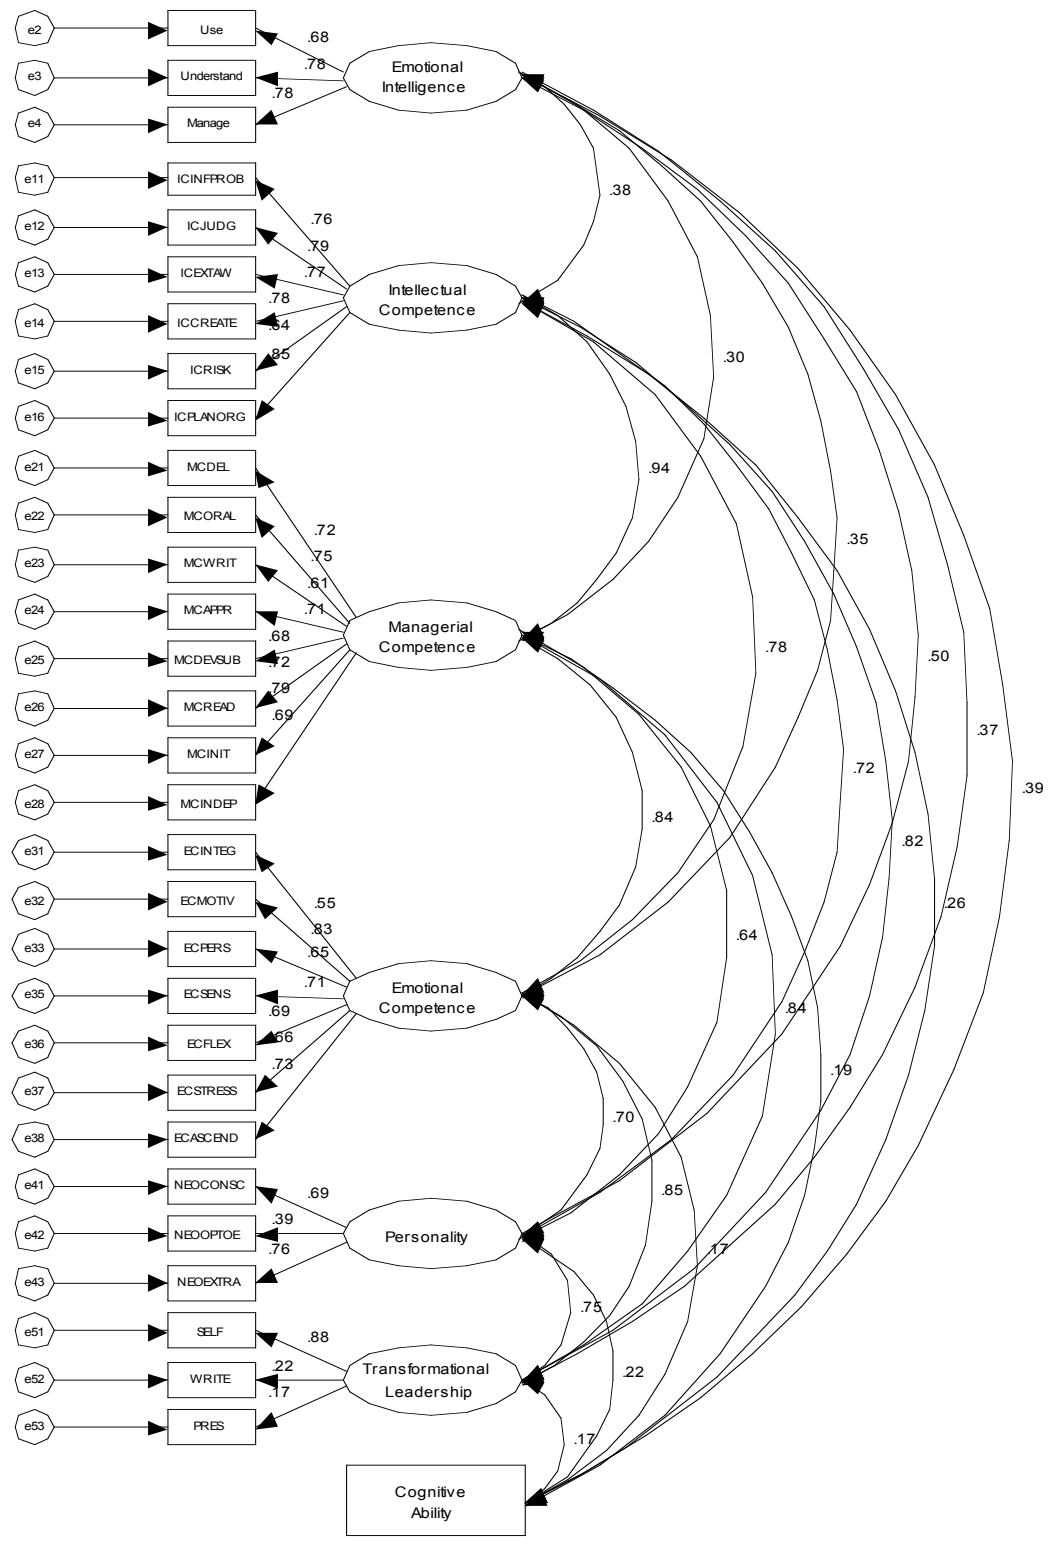 e2
Use
.68
e3
Understand
.78
Emotional
Intelligence
e4
Manage
.78
e11
ICINFPROB
.38
e12
ICJUDG
.76
e13
ICEXTAW
.79
.77
Intellectual
Competence
e14
ICCREATE
.78
.64
e15
ICRISK
.85
.30
e16
ICPLANORG
e21
MCDEL
.94
e22
MCORAL
.72
.35
e23
MCWRIT
.75
.61
e24
MCAPPR
.71
Managerial
Competence
e25
MCDEVSUB
.68
.72
.78
.50
e26
MCREAD
.79
.69
.37
e27
MCINIT
.72
.39
e28
MCINDEP
.84
.82
e31
ECINTEG
e32
ECMOTIV
.55
.26
e33
ECPERS
.83
.65
.64
e35
ECSENS
.71
Emotional
Competence
e36
ECFLEX
.69
.66
.84
e37
ECSTRESS
.73
.19
e38
ECASCEND
.70
e41
NEOCONSC
.69
.85
e42
NEOOPTOE
.39
Personality
.17
e43
NEOEXTRA
.76
e51
SELF
.88
.75
e52
WRITE
.22
Transformational
Leadership
.22
e53
PRES
.17
.17
Cognitive
Ability